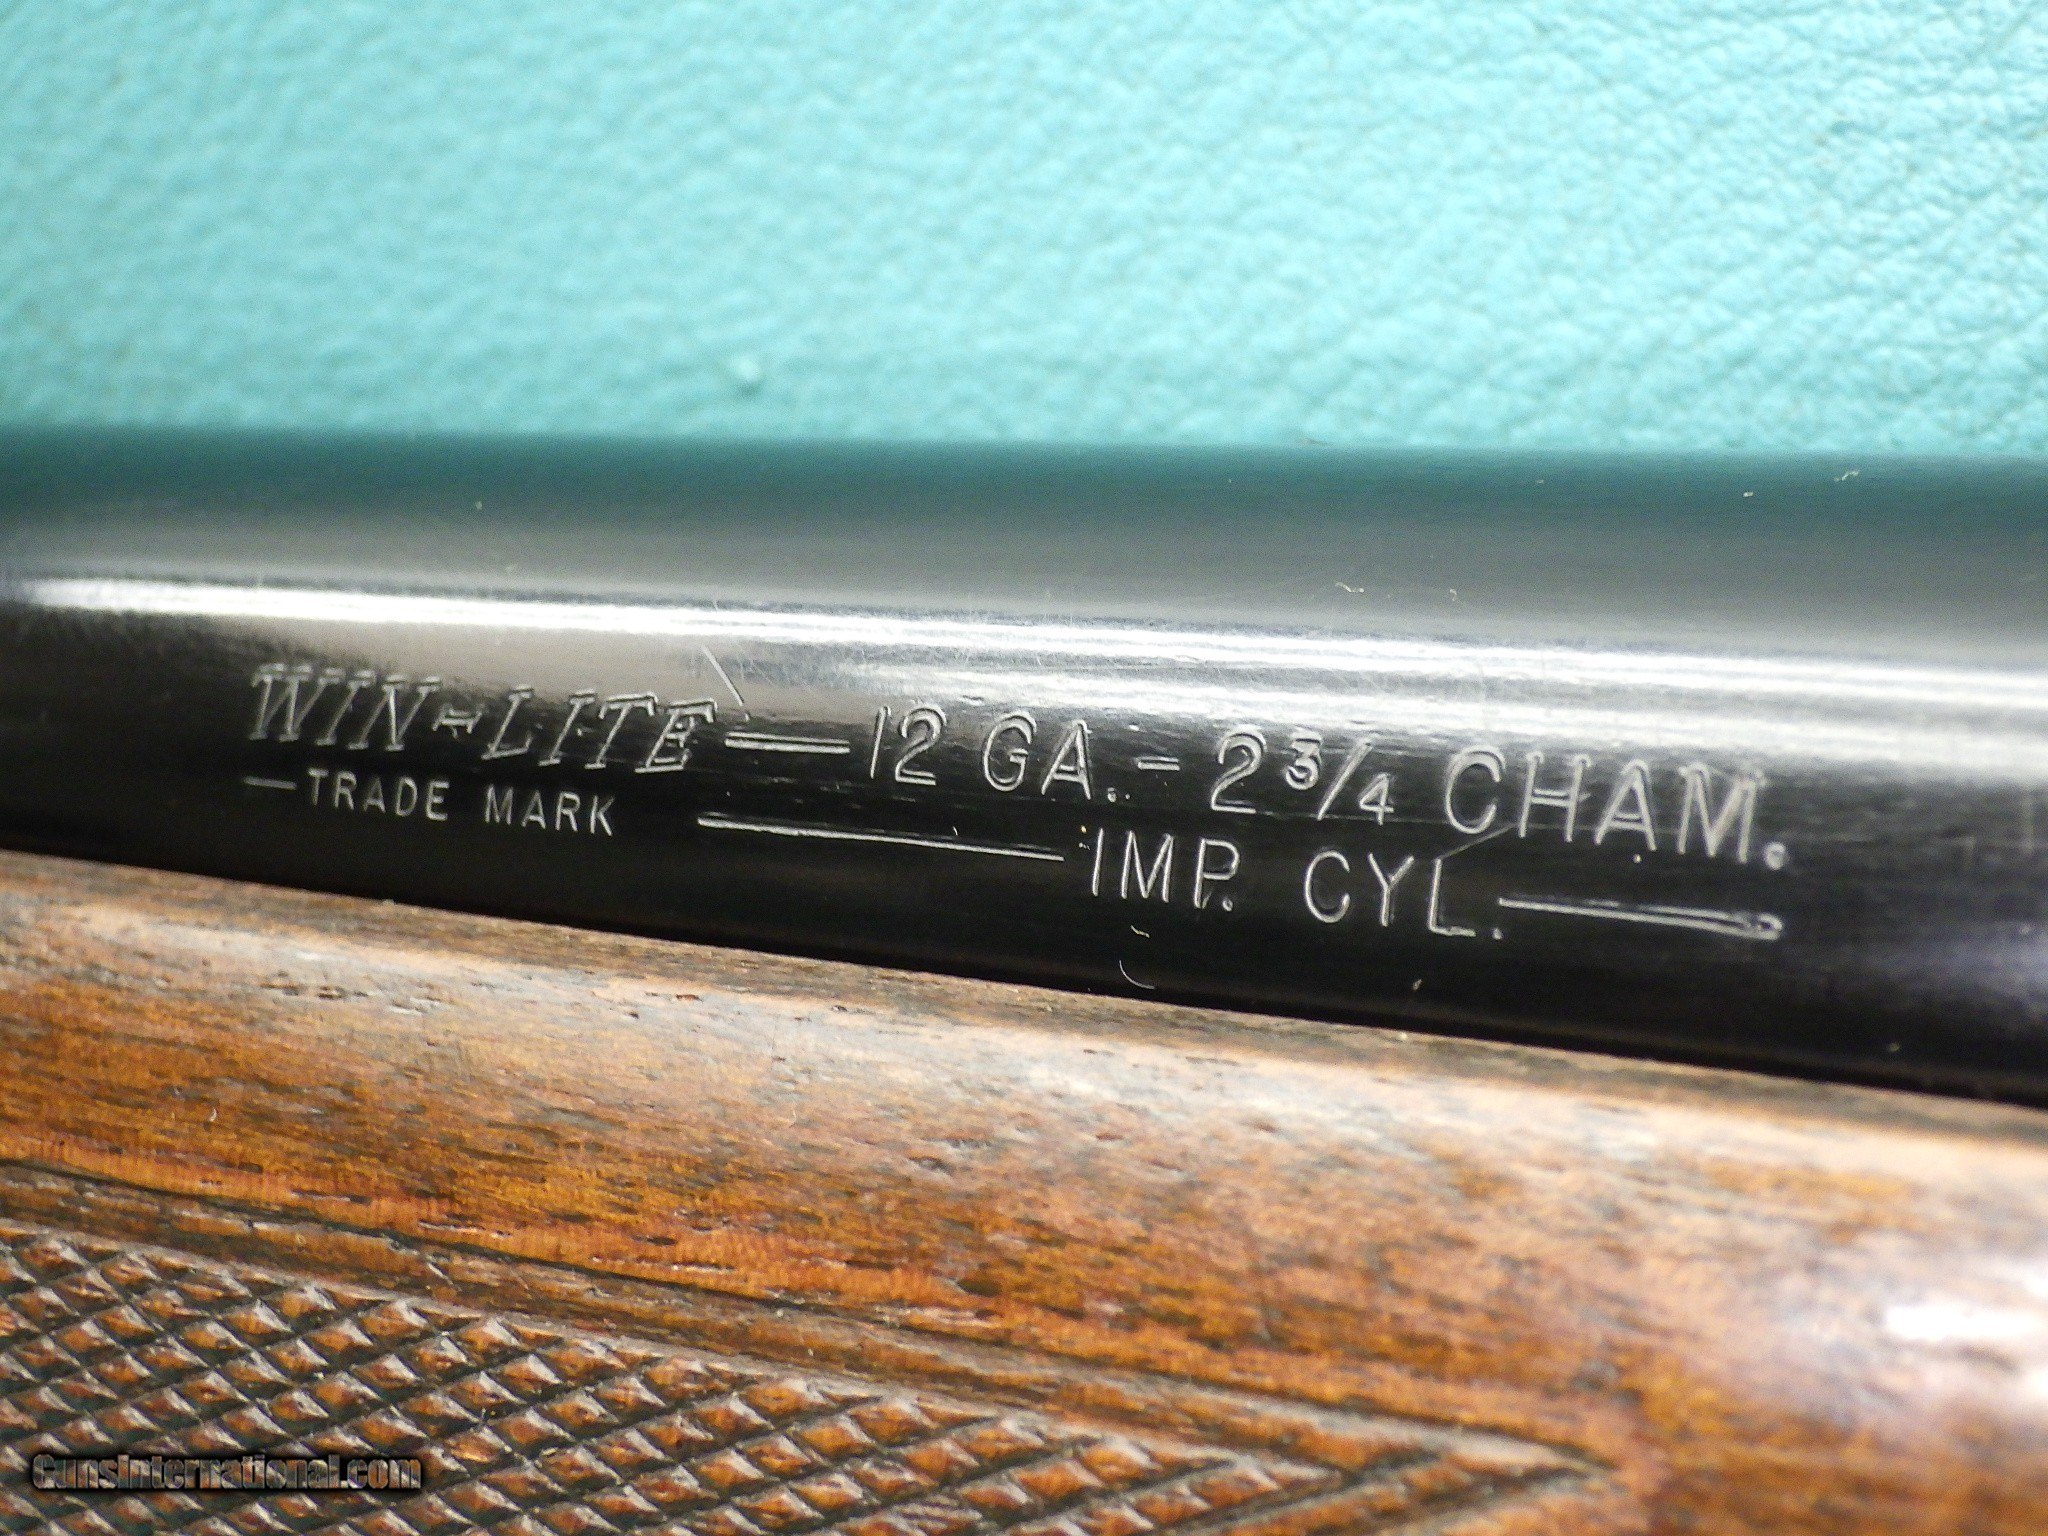 WIN-LITE — 12 GA. - 2 3/4 CHAM.
— TRADE MARK — IMP. CYL. —
GunsInternational.com